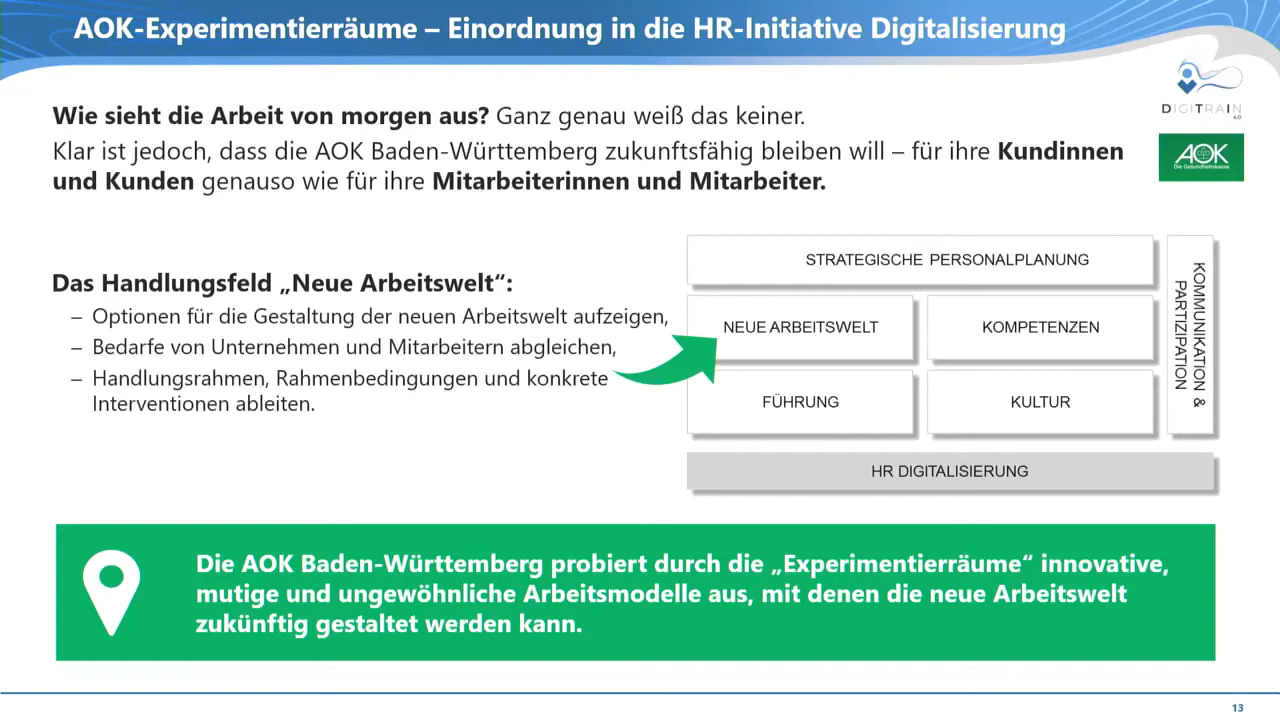 AOK-Experimentierräume – Einordnung in die HR-Initiative Digitalisierung
DIGITRAIN
4.0
AOK
Die Gesundheitskasse
Wie sieht die Arbeit von morgen aus? Ganz genau weiß das keiner.
Klar ist jedoch, dass die AOK Baden-Württemberg zukunftsfähig bleiben will – für ihre Kundinnen
und Kunden genauso wie für ihre Mitarbeiterinnen und Mitarbeiter.
Das Handlungsfeld „Neue Arbeitswelt“:
– Optionen für die Gestaltung der neuen Arbeitswelt aufzeigen,
– Bedarfe von Unternehmen und Mitarbeitern abgleichen,
– Handlungsrahmen, Rahmenbedingungen und konkrete
Interventionen ableiten.
STRATEGISCHE PERSONALPLANUNG
NEUE ARBEITSWELT
KOMPETENZEN
FÜHRUNG
KULTUR
KOMMUNIKATION &
PARTIZIPATION
HR DIGITALISIERUNG
Die AOK Baden-Württemberg probiert durch die „Experimentierräume“ innovative,
mutige und ungewöhnliche Arbeitsmodelle aus, mit denen die neue Arbeitswelt
zukünftig gestaltet werden kann.
13